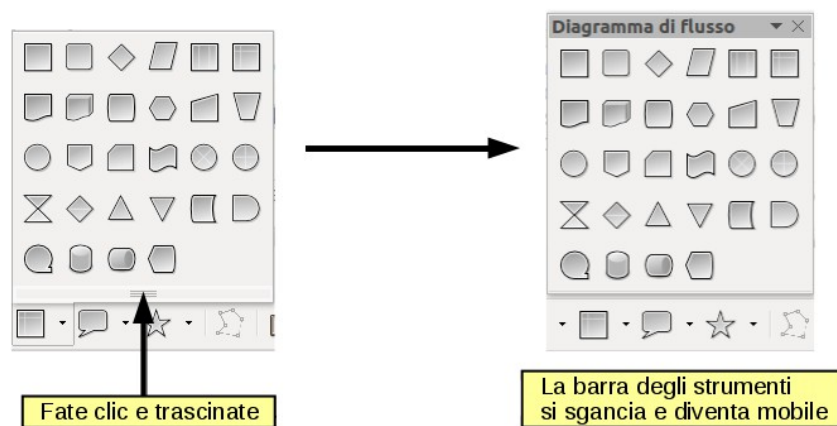 Diagramma di flusso
Fate clic e trascinate
La barra degli strumenti
si sgancia e diventa mobile